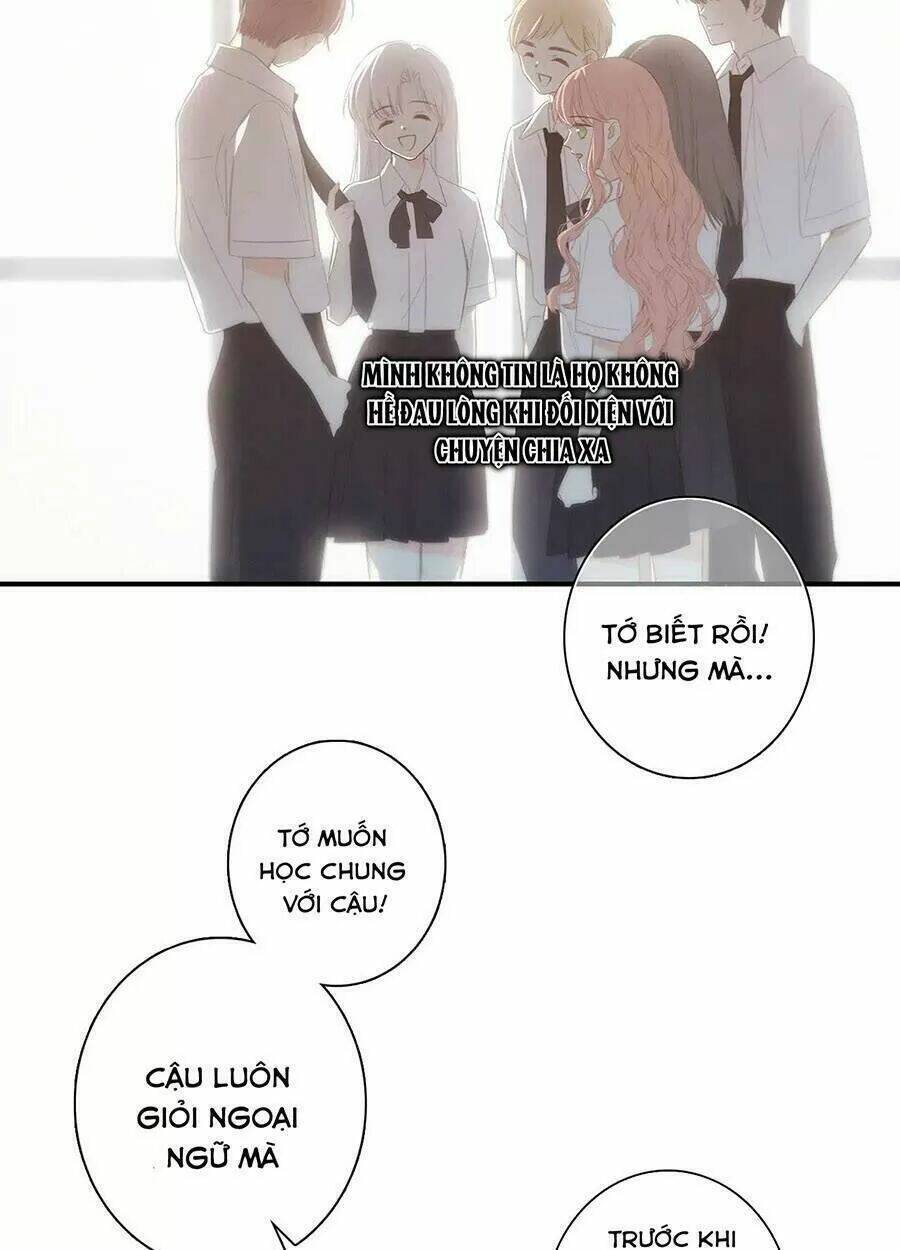 MÌNH KHÔNG TIN LÀ HỌ KHÔNG
HỀ ĐAU LÒNG KHI ĐỐI DIỆN VỚI
CHUYỆN CHIA XA
TỚ BIẾT RỒI!
NHƯNG MÀ...
TỚ MUỐN
HỌC CHUNG
VỚI CẬU!
CẬU LUÔN
GIỎI NGOẠI
NGỮ MÀ
TRƯỚC KHI